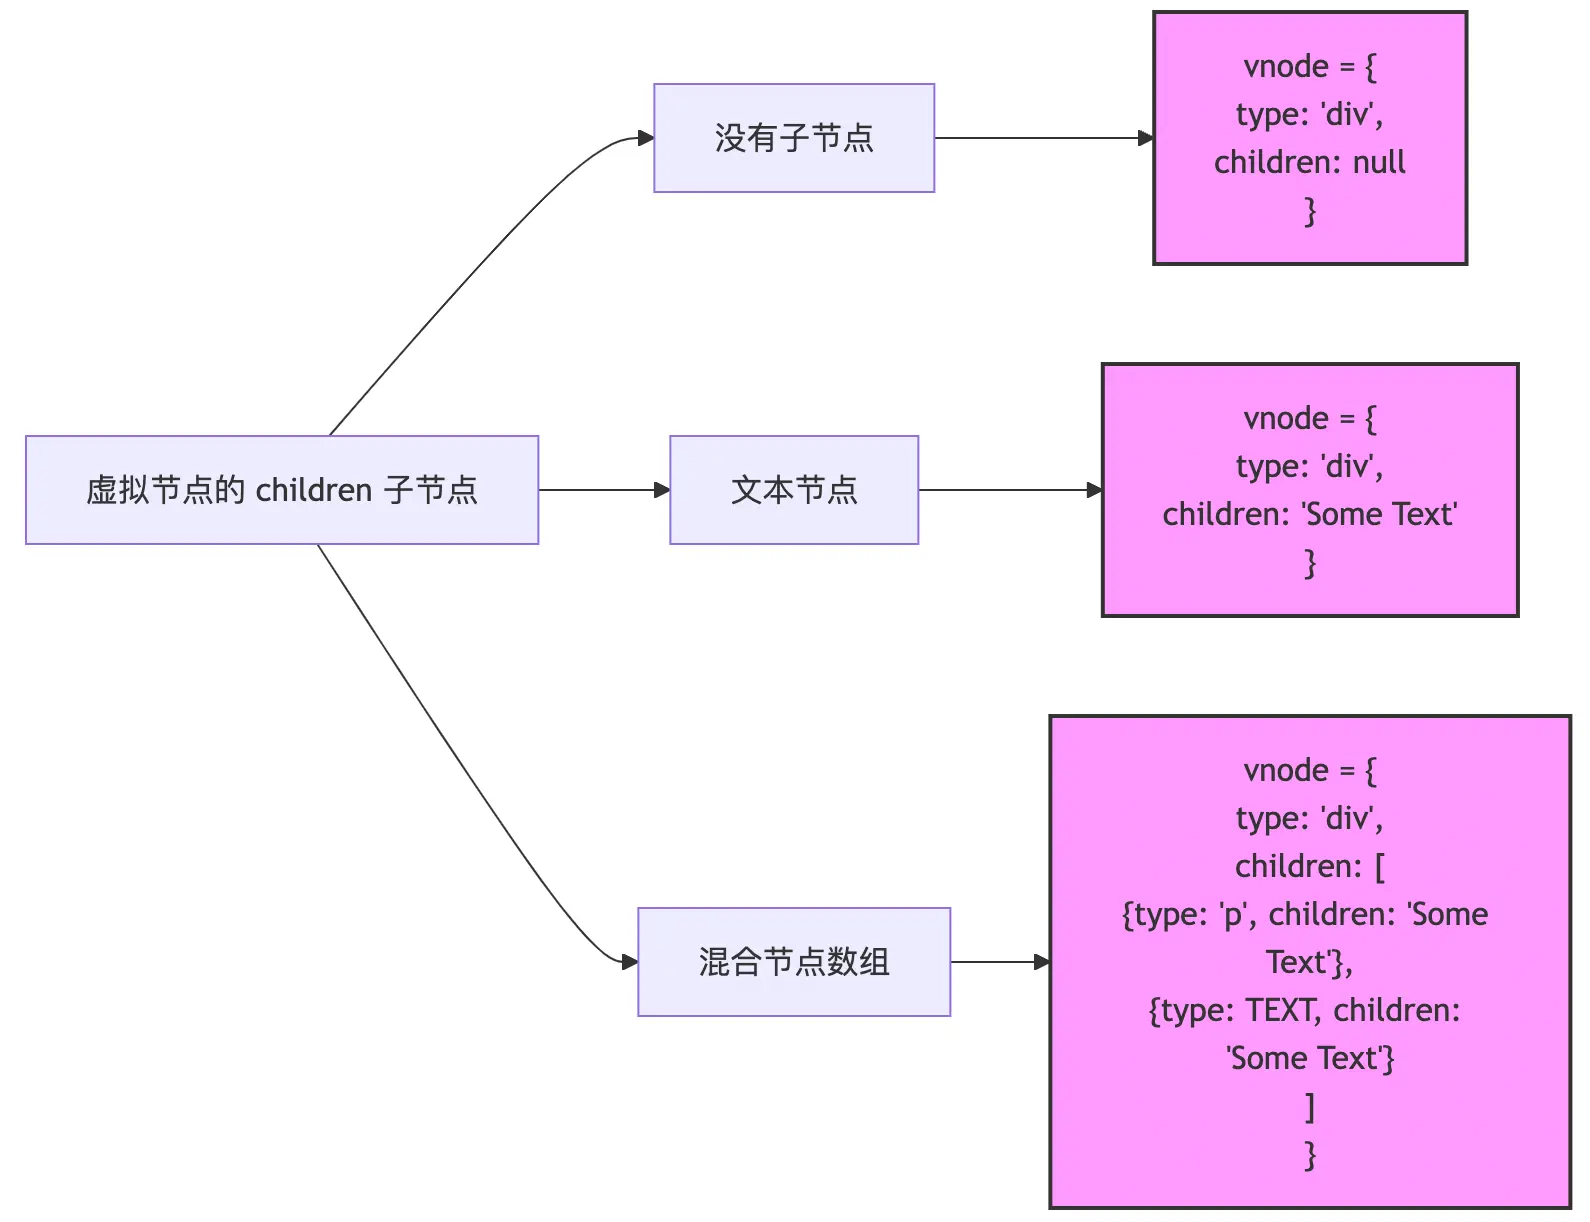 虚拟节点的 children 子节点
没有子节点
vnode = {
type: 'div',
children: null
}
文本节点
vnode = {
type: 'div',
children: 'Some Text'
}
混合节点数组
vnode = {
type: 'div',
children: [
{type: 'p', children: 'Some
Text'},
{type: TEXT, children:
'Some Text'}
]
}